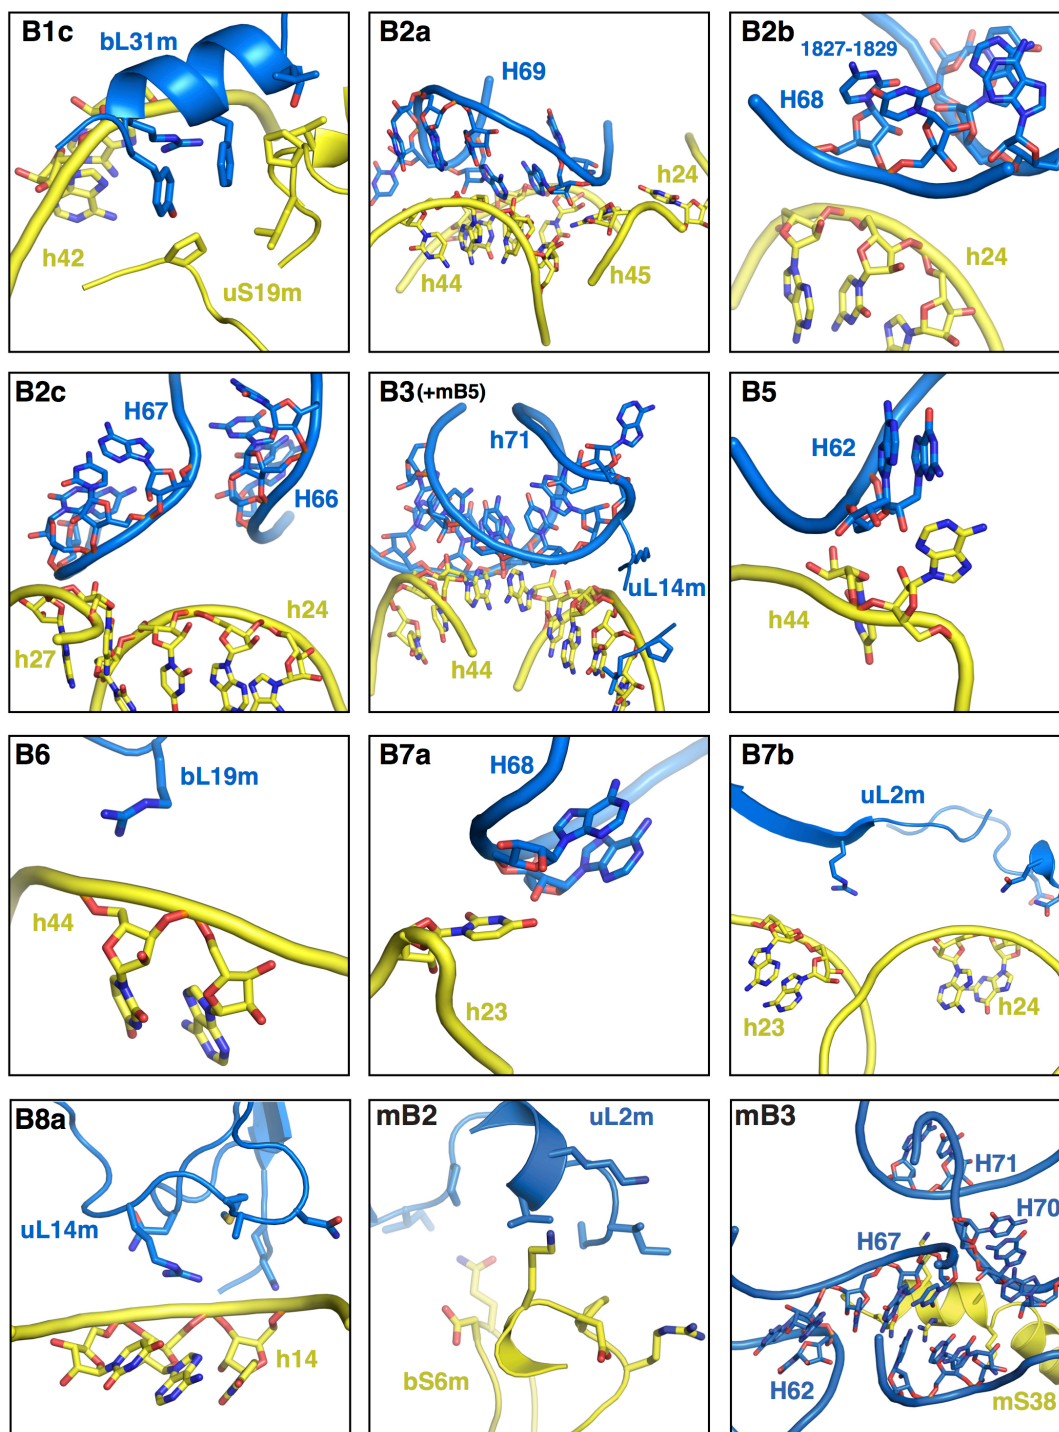 B1c
bL31m
h42
uS19m
B2a
H69
h24
h44
h45
B2b
1827-1829
H68
h24
B2c
H67
H66
h24
h27
B3 (+mB5)
h71
uL14m
h44
B5
H62
h44
B6
bL19m
h44
B7a
H68
h23
B7b
uL2m
h23
h24
B8a
uL14m
h14
mB2
uL2m
bS6m
mB3
H71
H70
H67
H62
mS38